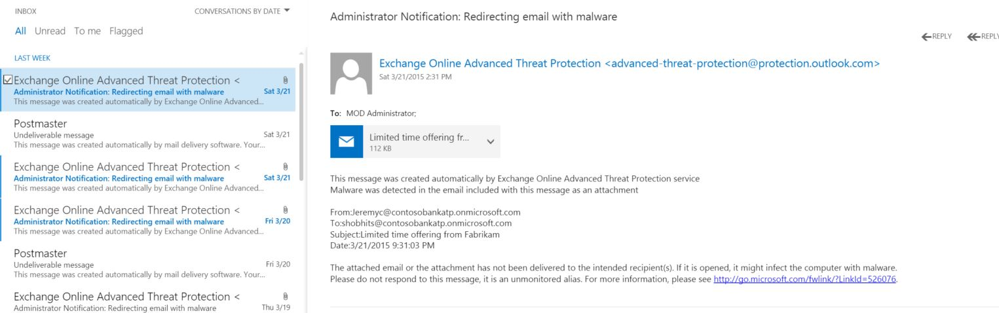 INBOX
CONVERSATIONS BY DATE
All Unread To me Flagged
LAST WEEK
Exchange Online Advanced Threat Protection <
Administrator Notification: Redirecting email with malware Sat 3/21
This message was created automatically by Exchange Online Advanced...
Postmaster
Undeliverable message Sat 3/21
This message was created automatically by mail delivery software. Your...
Exchange Online Advanced Threat Protection <
Administrator Notification: Redirecting email with malware Sat 3/21
This message was created automatically by Exchange Online Advanced...
Exchange Online Advanced Threat Protection <
Administrator Notification: Redirecting email with malware Fri 3/20
This message was created automatically by Exchange Online Advanced...
Postmaster
Undeliverable message Fri 3/20
This message was created automatically by mail delivery software. Your...
Exchange Online Advanced Threat Protection <
Administrator Notification: Redirecting email with malware Thu 3/19
Administrator Notification: Redirecting email with malware
REPLY REPLY
Exchange Online Advanced Threat Protection <advanced-threat-protection@protection.outlook.com>
Sat 3/21/2015 2:31 PM
To: MOD Administrator;
Limited time offering fr...
112 KB
This message was created automatically by Exchange Online Advanced Threat Protection service
Malware was detected in the email included with this message as an attachment
From:Jeremyc@contosobankatp.onmicrosoft.com
To:shobhits@contosobankatp.onmicrosoft.com
Subject:Limited time offering from Fabrikam
Date:3/21/2015 9:31:03 PM
The attached email or the attachment has not been delivered to the intended recipient(s). If it is opened, it might infect the computer with malware.
Please do not respond to this message, it is an unmonitored alias. For more information, please see http://go.microsoft.com/fwlink/?LinkId=526076.